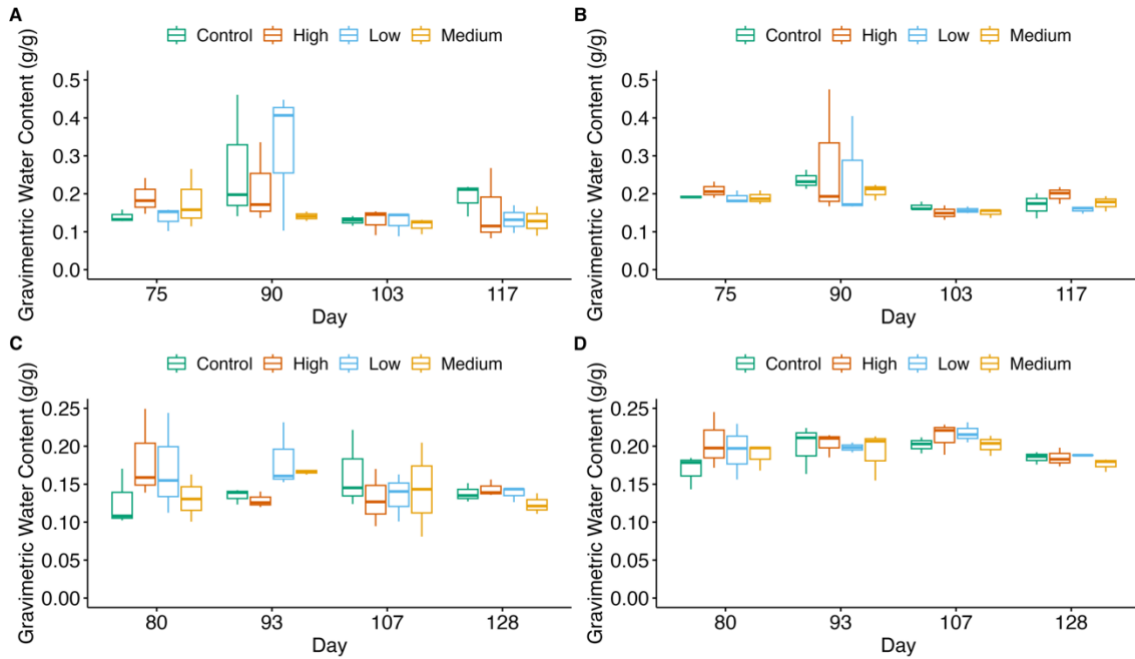 A
Control High Low Medium
Gravimentric Water Content (g/g)
0.5
0.4
0.3
0.2
0.1
0.0
75 90 103 117
Day
B
Control High Low Medium
Gravimetric Water Content (g/g)
0.5
0.4
0.3
0.2
0.1
0.0
75 90 103 117
Day
C
Control High Low Medium
Gravimetric Water Content (g/g)
0.25
0.20
0.15
0.10
0.05
0.00
80 93 107 128
Day
D
Control High Low Medium
Gravimetric Water Content (g/g)
0.25
0.20
0.15
0.10
0.05
0.00
80 93 107 128
Day